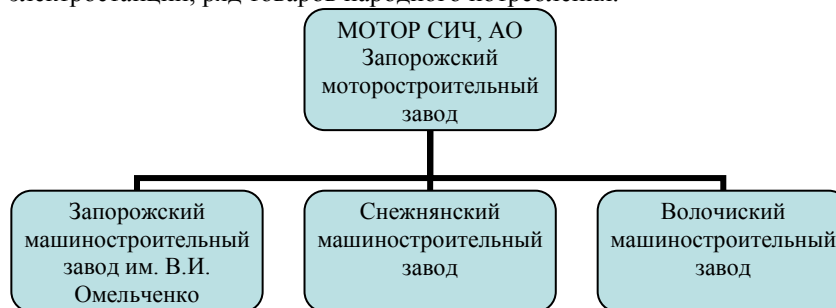 электростанций, ряд товаров народного потребления.
МОТОР СИЧ, АО
Запорожский
моторостроительный
завод
Запорожский
машиностроительный
завод им. В.И.
Омельченко
Снежнянский
машиностроительный
завод
Волочиский
машиностроительный
завод